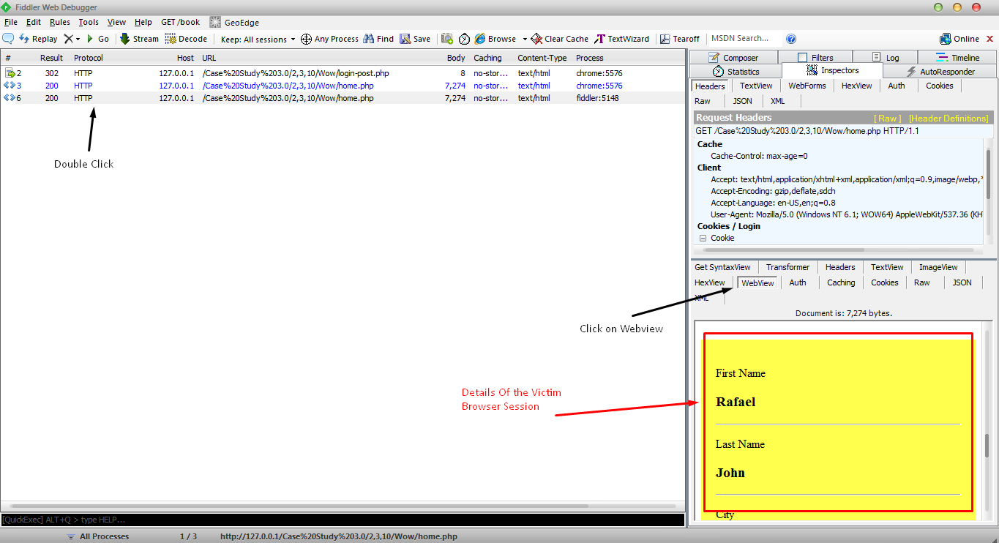 Fiddler Web Debugger
File Edit Rules Tools View Help GET /book GeoEdge
Replay Go Stream Decode Keep: All sessions Any Process Find Save Browse Clear Cache TextWizard Tearoff MSDN Search... Online
# Result Protocol Host URL Body Caching Content-Type Process
2 302 HTTP 127.0.0.1 /Case%20Study%203.0/2,3,10/Wow/login-post.php 8 no-stor... text/html chrome:5576
3 200 HTTP 127.0.0.1 /Case%20Study%203.0/2,3,10/Wow/home.php 7,274 no-stor... text/html chrome:5576
6 200 HTTP 127.0.0.1 /Case%20Study%203.0/2,3,10/Wow/home.php 7,274 no-stor... text/html fiddler:5148
Double Click
Composer Filters Log Timeline
Statistics Inspectors AutoResponder
Headers TextView WebForms HexView Auth Cookies
Raw JSON XML
Request Headers [ Raw ] [Header Definitions]
GET /Case%20Study%203.0/2,3,10/Wow/home.php HTTP/1.1
Cache
Cache-Control: max-age=0
Client
Accept: text/html,application/xhtml+xml,application/xml;q=0.9,image/webp,*
Accept-Encoding: gzip,deflate,sdch
Accept-Language: en-US,en;q=0.8
User-Agent: Mozilla/5.0 (Windows NT 6.1; WOW64) AppleWebKit/537.36 (KH
Cookies / Login
Cookie
Get SyntaxView Transformer Headers TextView ImageView
HexView WebView Auth Caching Cookies Raw JSON
XML
Click on Webview
Document is: 7,274 bytes.
Details Of the Victim
Browser Session
First Name
Rafael
Last Name
John
City
[QuickExec] ALT+Q > type HELP...
All Processes 1 / 3 http://127.0.0.1/Case%20Study%203.0/2,3,10/Wow/home.php